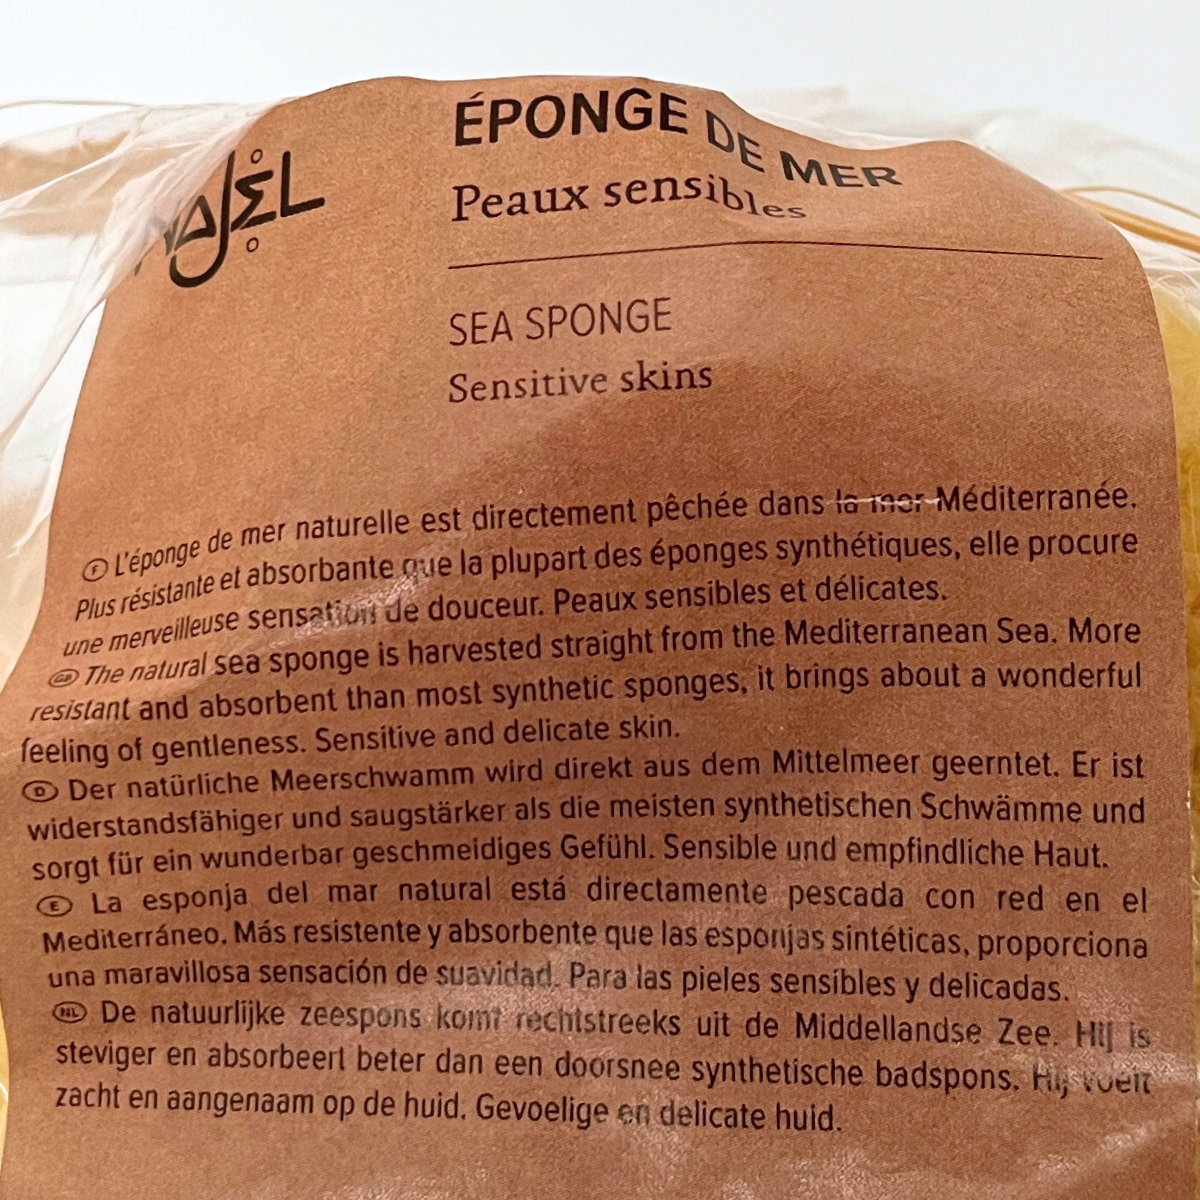 NAJEL
ÉPONGE DE MER
Peaux sensibles
SEA SPONGE
Sensitive skins
F L'éponge de mer naturelle est directement pêchée dans la mer Méditerranée.
Plus résistante et absorbante que la plupart des éponges synthétiques, elle procure
une merveilleuse sensation de douceur. Peaux sensibles et délicates.
GB The natural sea sponge is harvested straight from the Mediterranean Sea. More
resistant and absorbent than most synthetic sponges, it brings about a wonderful
feeling of gentleness. Sensitive and delicate skin.
D Der natürliche Meerschwamm wird direkt aus dem Mittelmeer geerntet. Er ist
widerstandsfähiger und saugstärker als die meisten synthetischen Schwämme und
sorgt für ein wunderbar geschmeidiges Gefühl. Sensible und empfindliche Haut.
E La esponja del mar natural está directamente pescada con red en el
Mediterráneo. Más resistente y absorbente que las esponjas sintéticas, proporciona
una maravillosa sensación de suavidad. Para las pieles sensibles y delicadas.
NL De natuurlijke zeespons komt rechtstreeks uit de Middellandse Zee. Hij is
steviger en absorbeert beter dan een doorsnee synthetische badspons. Hij voelt
zacht en aangenaam op de huid. Gevoelige en delicate huid.